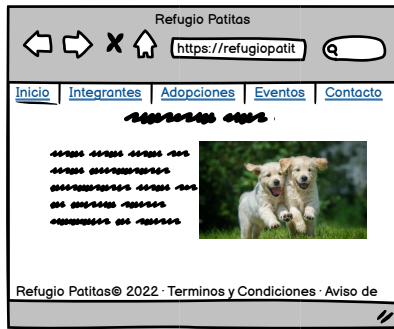 Refugio Patitas
https://refugiopatit
Inicio Integrantes Adopciones Eventos Contacto
Refugio Patitas© 2022 · Terminos y Condiciones · Aviso de